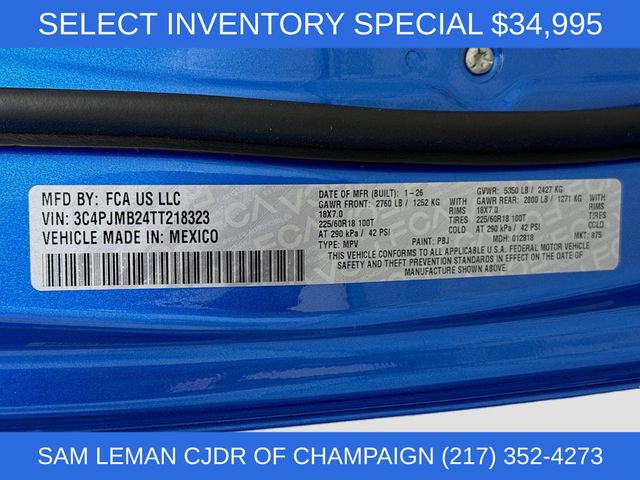 SELECT INVENTORY SPECIAL $34,995
MFD BY: FCA US LLC
VIN: 3C4PJMB24TT218323
VEHICLE MADE IN: MEXICO
DATE OF MFR (BUILT): 1-26 GVWR: 5350 LB / 2427 KG
GAWR FRONT: 2760 LB / 1252 KG GAWR REAR: 2800 LB / 1271 KG
18X7.0 RIMS 18X7.0
225/60R18 100T TIRES 225/60R18 100T
AT 290 kPa / 42 PSI COLD AT 290 kPa / 42 PSI COLD
TYPE: MPV PAINT: PBJ MDH: 012818 MKT: 875
THIS VEHICLE CONFORMS TO ALL APPLICABLE U.S.A. FEDERAL MOTOR VEHICLE
SAFETY AND THEFT PREVENTION STANDARDS IN EFFECT ON THE DATE OF
MANUFACTURE SHOWN ABOVE.
SAM LEMAN CJDR OF CHAMPAIGN (217) 352-4273